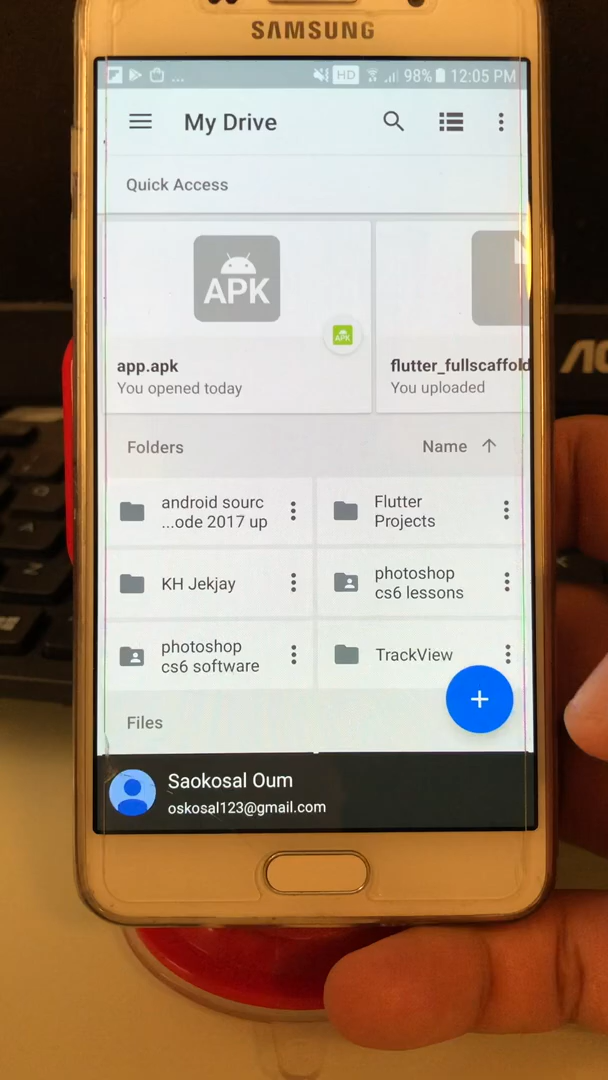 SAMSUNG
... HD 98% 12:05 PM
My Drive
Quick Access
APK
APK
app.apk
You opened today
flutter_fullscaffold
You uploaded
Folders
Name
android sourc
...ode 2017 up
Flutter
Projects
KH Jekjay
photoshop
cs6 lessons
photoshop
cs6 software
TrackView
Files
Saokosal Oum
oskosal123@gmail.com